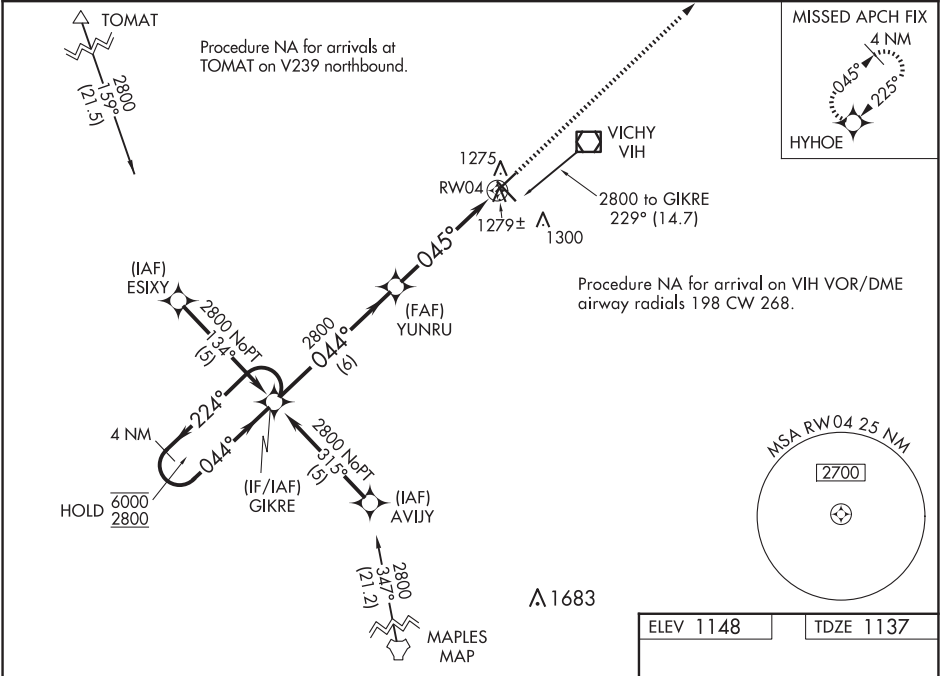 TOMAT
2800
159°
(21.5)
Procedure NA for arrivals at
TOMAT on V239 northbound.
MISSED APCH FIX
4 NM
045°
225°
HYHOE
VICHY
VIH
1275
RW04
1279±
1300
2800 to GIKRE
229° (14.7)
045°
Procedure NA for arrival on VIH VOR/DME
airway radials 198 CW 268.
(IAF)
ESIXY
2800 NoPT
134°
(5)
(FAF)
YUNRU
2800
044°
(6)
224°
4 NM
044°
HOLD
6000
2800
(IF/IAF)
GIKRE
2800 NoPT
315°
(5)
(IAF)
AVIJY
2800
347°
(21.2)
MAPLES
MAP
1683
MSA RW04 25 NM
2700
ELEV 1148
TDZE 1137